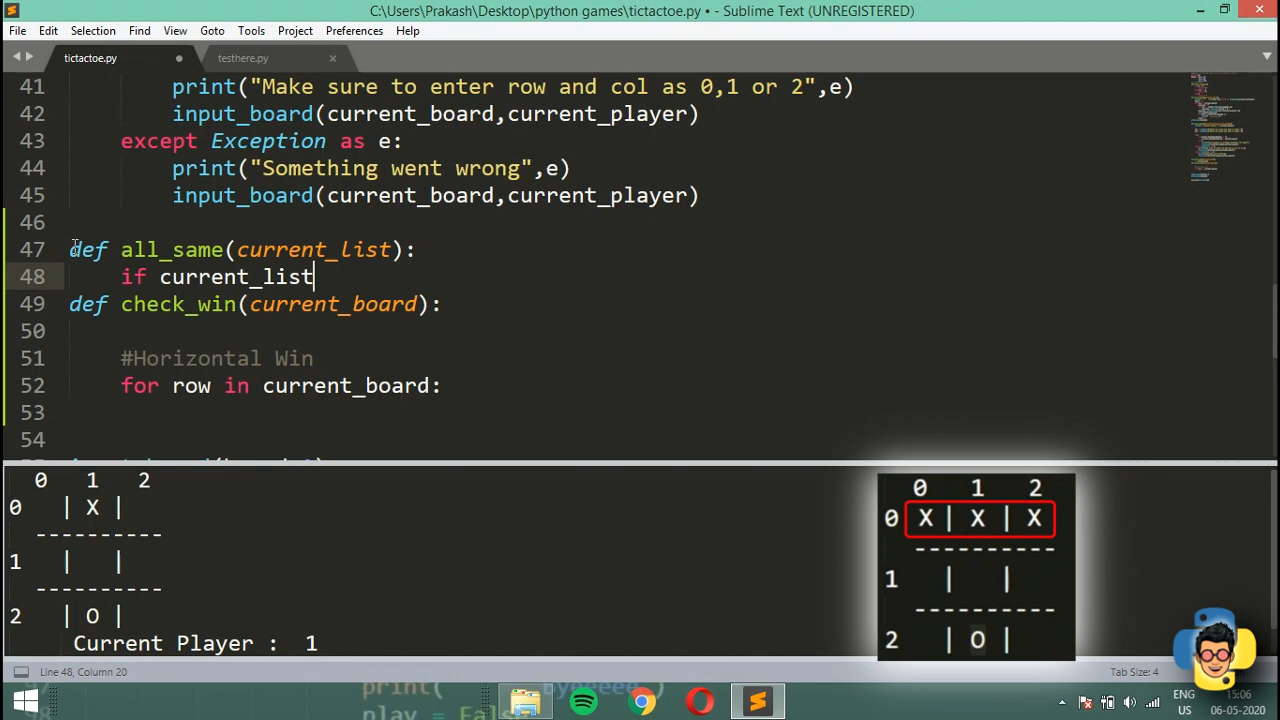 C:\Users\Prakash\Desktop\python games\tictactoe.py • - Sublime Text (UNREGISTERED)
File Edit Selection Find View Goto Tools Project Preferences Help
tictactoe.py testhere.py
41 print("Make sure to enter row and col as 0,1 or 2",e)
42 input_board(current_board,current_player)
43 except Exception as e:
44 print("Something went wrong",e)
45 input_board(current_board,current_player)
46
47 def all_same(current_list):
48 if current_list
49 def check_win(current_board):
50
51 #Horizontal Win
52 for row in current_board:
53
54
0 1 2
0 | X |
----------
1 | |
----------
2 | O |
Current Player : 1
0 1 2
0 X | X | X
----------
1 | |
----------
2 | O |
Line 48, Column 20 Tab Size: 4
print( byeeeee )
98 play = False
ENG
15:06
US
06-05-2020